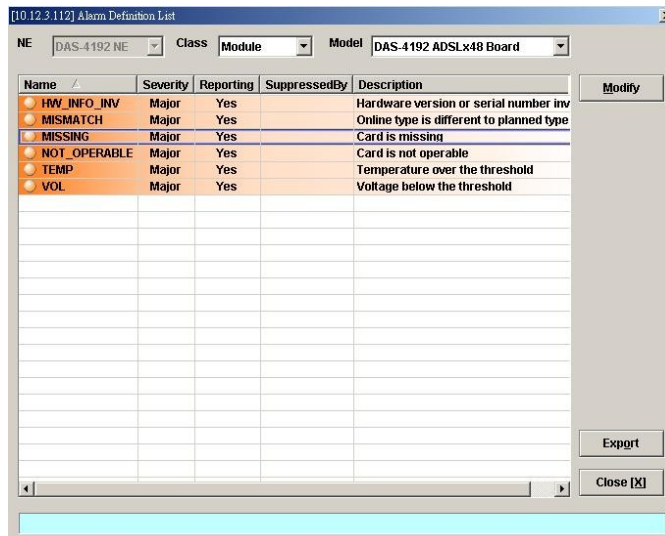 [10.12.3.112] Alarm Definition List
NE DAS-4192 NE Class Module Model DAS-4192 ADSLx48 Board
Name Severity Reporting SuppressedBy Description
HW_INFO_INV Major Yes Hardware version or serial number inv
MISMATCH Major Yes Online type is different to planned type
MISSING Major Yes Card is missing
NOT_OPERABLE Major Yes Card is not operable
TEMP Major Yes Temperature over the threshold
VOL Major Yes Voltage below the threshold
Modify
Export
Close [X]